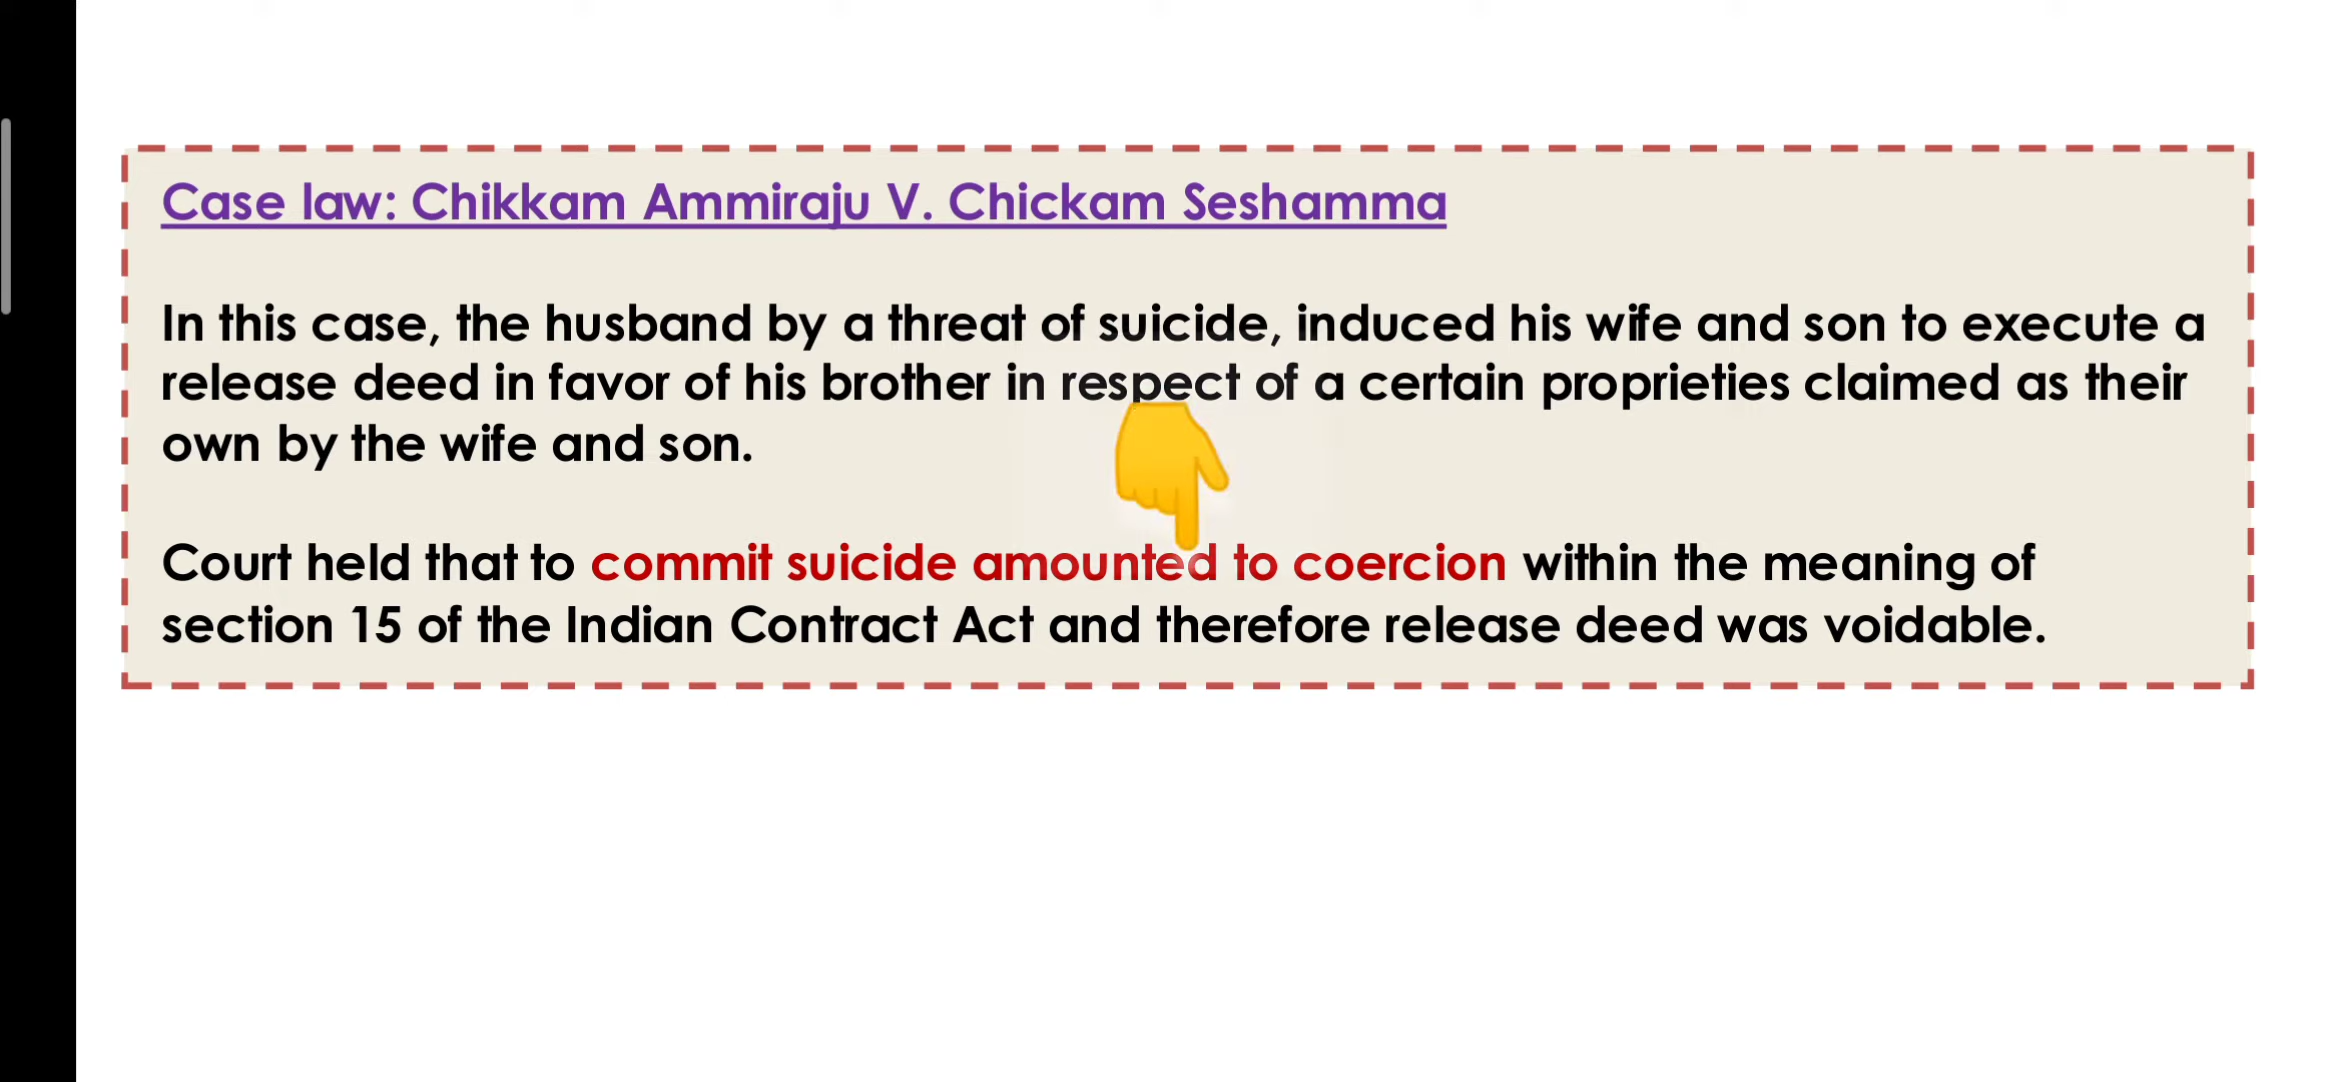 Case law: Chikkam Ammiraju V. Chickam Seshamma
In this case, the husband by a threat of suicide, induced his wife and son to execute a
release deed in favor of his brother in respect of a certain proprieties claimed as their
own by the wife and son.
Court held that to commit suicide amounted to coercion within the meaning of
section 15 of the Indian Contract Act and therefore release deed was voidable.